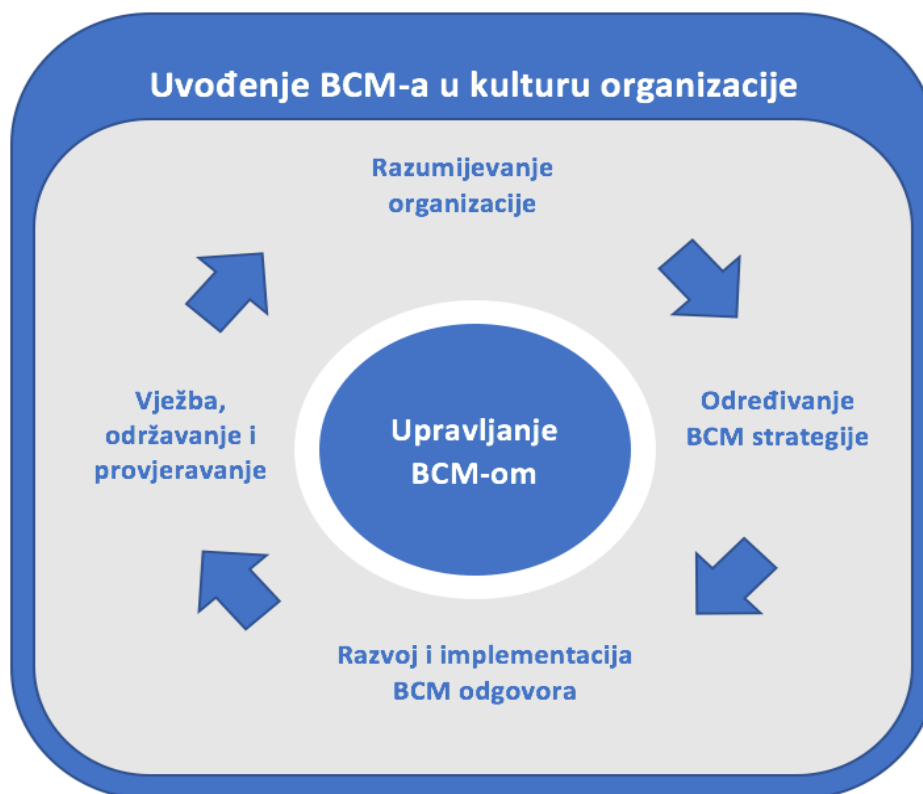 Uvođenje BCM-a u kulturu organizacije
Razumijevanje
organizacije
Određivanje
BCM strategije
Razvoj i implementacija
BCM odgovora
Vježba,
održavanje i
provjeravanje
Upravljanje
BCM-om